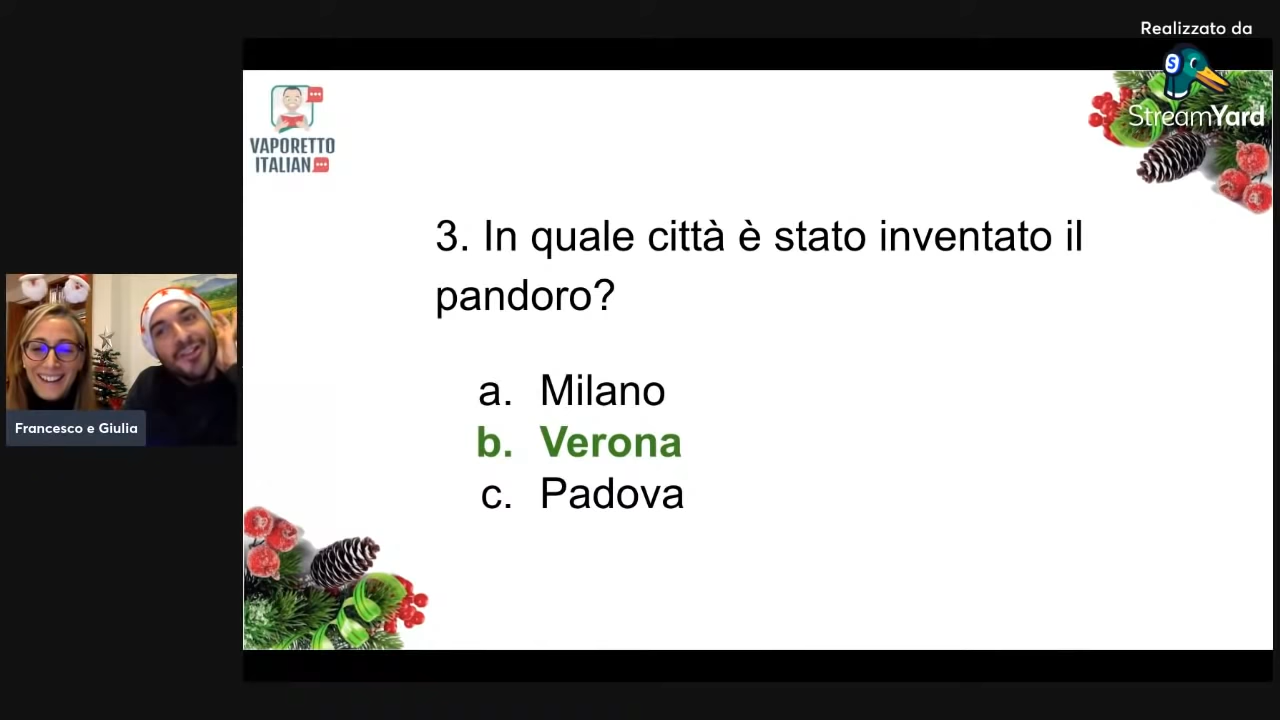 Realizzato da
StreamYard
VAPORETTO
ITALIAN
3. In quale città è stato inventato il
pandoro?
a. Milano
b. Verona
c. Padova
Francesco e Giulia